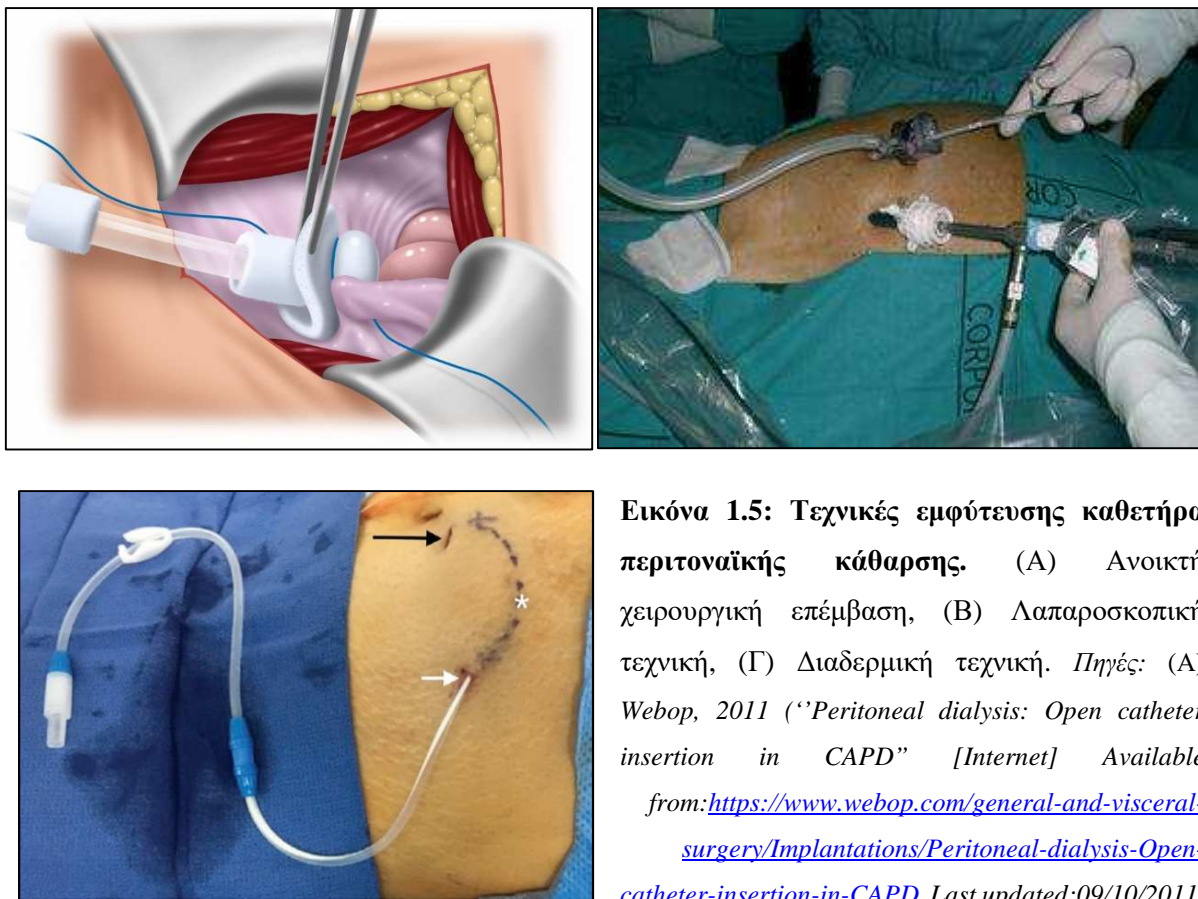 CORP
CORPO
Εικόνα 1.5: Τεχνικές εμφύτευσης καθετήρα
περιτοναϊκής κάθαρσης. (Α) Ανοικτή
χειρουργική επέμβαση, (Β) Λαπαροσκοπική
τεχνική, (Γ) Διαδερμική τεχνική. Πηγές: (Α)
Webop, 2011 (‘’Peritoneal dialysis: Open catheter
insertion in CAPD” [Internet] Available
from:https://www.webop.com/general-and-visceral-
surgery/Implantations/Peritoneal-dialysis-Open-
catheter-insertion-in-CAPD. Last updated:09/10/2011)
*